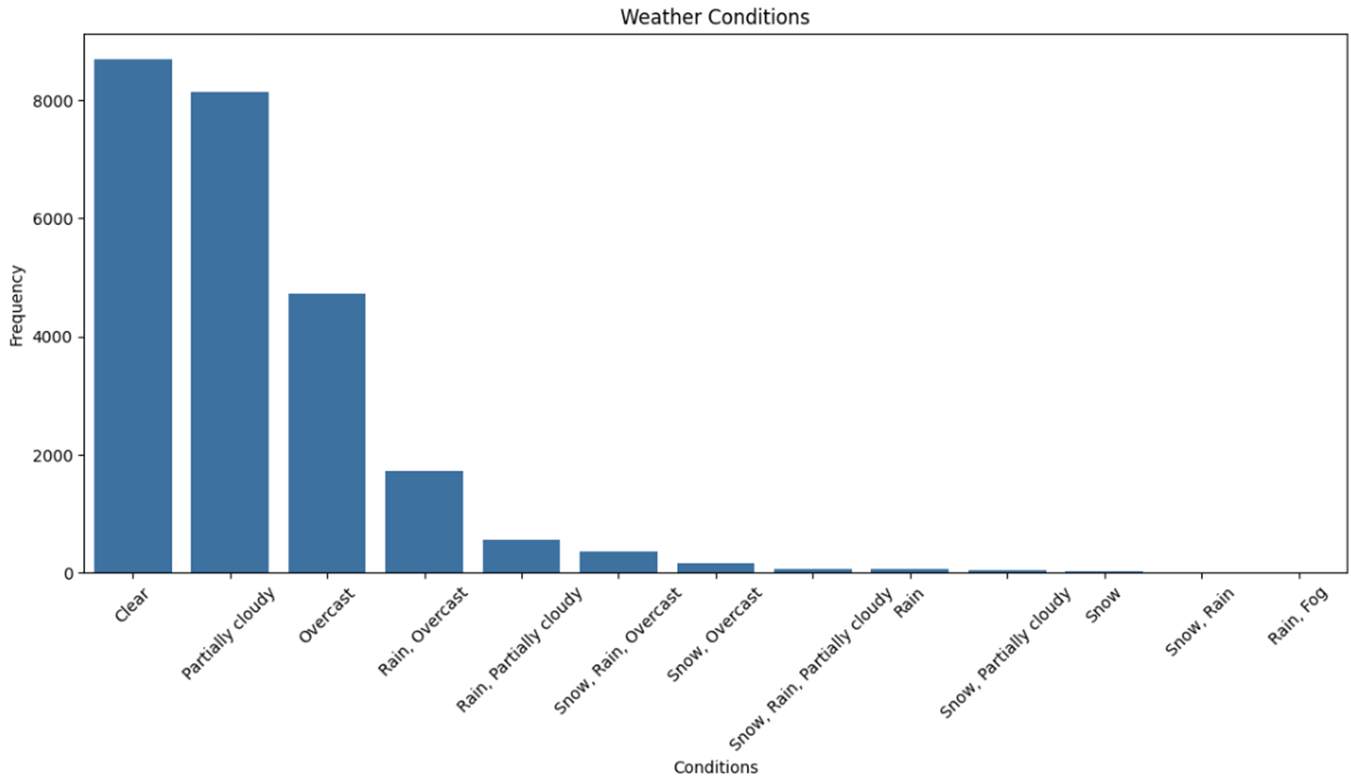 Weather Conditions
8000
6000
4000
2000
0
Frequency
Clear
Partially cloudy
Overcast
Rain, Overcast
Rain, Partially cloudy
Snow, Rain, Overcast
Snow, Overcast
Snow, Rain, Partially cloudy
Rain
Snow, Partially cloudy
Snow
Snow, Rain
Rain, Fog
Conditions